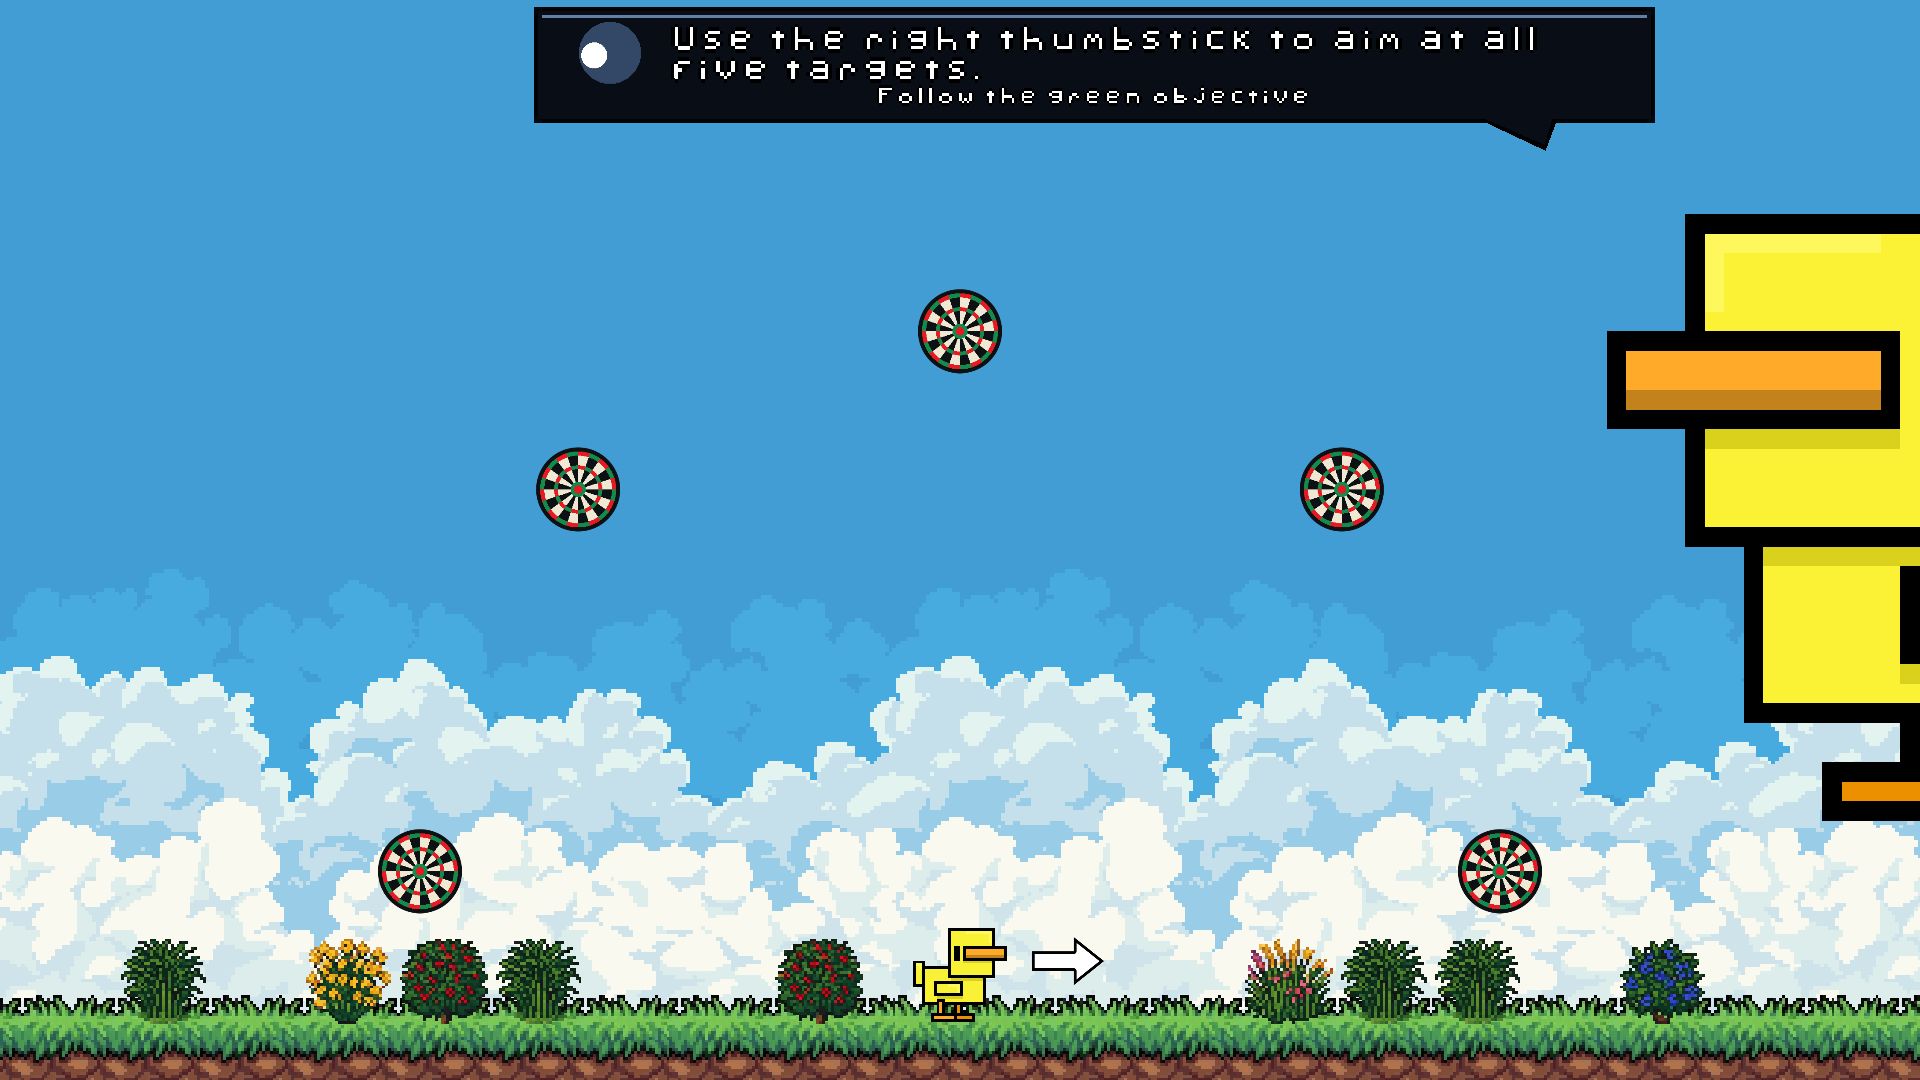 Use the right thumbstick to aim at all
five targets.
Follow the green objective